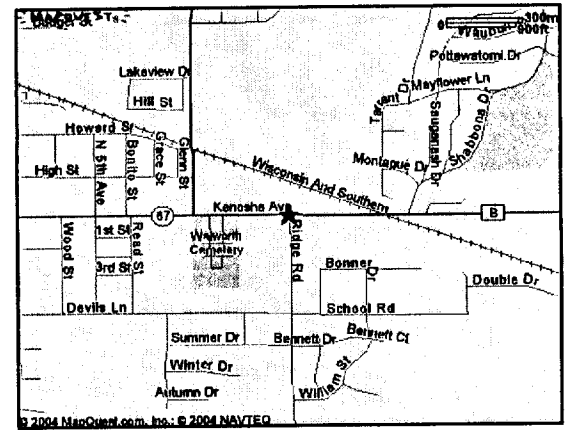 300m
900ft
Pottawatomi Dr
Lakeview Dr
Mayflower Ln
Hill St
Tarrant Dr
Sauganash Dr
Shabbona Dr
Howard St
N 5th Ave
Bonito St
Grace St
Glenn St
High St
Montague Dr
Wisconsin And Southern
Kenosha Ave
67
B
Wood St
1st St
Read St
3rd St
Walworth
Cemetery
Ridge Rd
Bonner
Dr
Double Dr
Devils Ln
School Rd
Summer Dr
Bennett Dr
Bennett Ct
Winter Dr
William St
Autumn Dr
© 2004 MapQuest.com, Inc.; © 2004 NAVTEQ